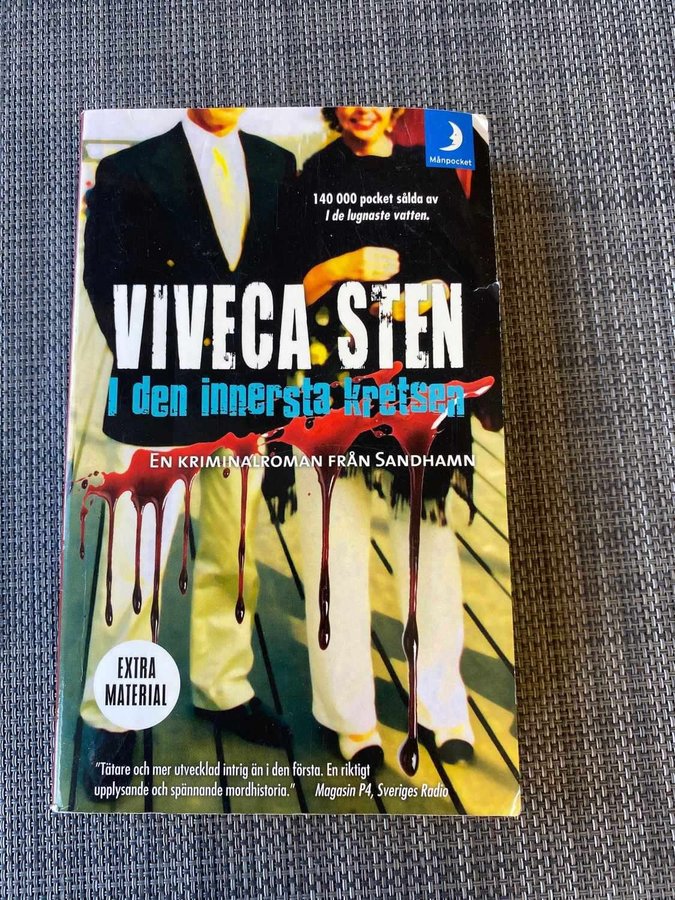 Månpocket
140 000 pocket sålda av
I de lugnaste vatten.
VIVECA STEN
I den innersta kretsen
EN KRIMINALROMAN FRÅN SANDHAMN
EXTRA
MATERIAL
"Tätare och mer utvecklad intrig än i den första. En riktigt
upplysande och spännande mordhistoria." Magasin P4, Sveriges Radio